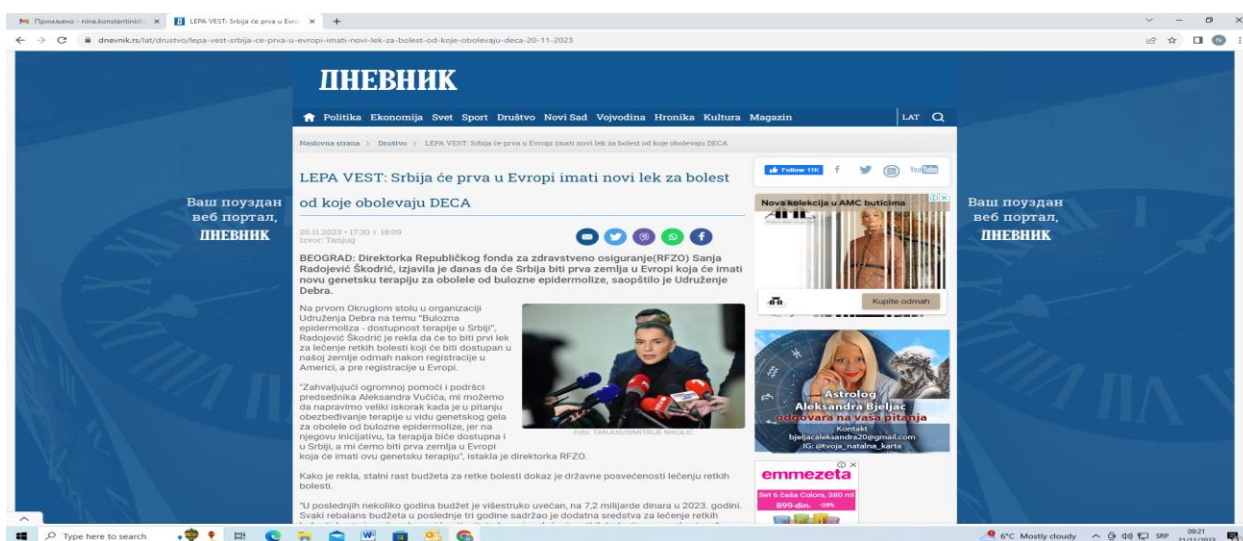 LEPA VEST: Srbija će prva u Evro
dnevnik.rs/lat/drustvo/lepa-vest-srbija-ce-prva-u-evropi-imati-novi-lek-za-bolest-od-koje-obolevaju-deca-20-11-2023
ДНЕВНИК
Politika Ekonomija Svet Sport Društvo Novi Sad Vojvodina Hronika Kultura Magazin LAT
Naslovna strana > Društvo > LEPA VEST: Srbija će prva u Evropi imati novi lek za bolest od koje obolevaju DECA
LEPA VEST: Srbija će prva u Evropi imati novi lek za bolest
od koje obolevaju DECA
20.11.2023 • 17:30 > 18:09
Izvor: Tanjug
BEOGRAD: Direktorka Republičkog fonda za zdravstveno osiguranje(RFZO) Sanja
Radojević Škodrić, izjavila je danas da će Srbija biti prva zemlja u Evropi koja će imati
novu genetsku terapiju za obolele od bulozne epidermolize, saopštilo je Udruženje
Debra.
Na prvom Okruglom stolu u organizaciji
Udruženja Debra na temu "Bulozna
epidermoliza - dostupnost terapije u Srbiji",
Radojević Škodrić je rekla da će to biti prvi lek
za lečenje retkih bolesti koji će biti dostupan u
našoj zemlje odmah nakon registracije u
Americi, a pre registracije u Evropi.
"Zahvaljujući ogromnoj pomoći i podršci
predsednika Aleksandra Vučića, mi možemo
da napravimo veliki iskorak kada je u pitanju
obezbeđivanje terapije u vidu genetskog gela
za obolele od bulozne epidermolize, jer na
njegovu inicijativu, ta terapija biće dostupna i
u Srbiji, a mi ćemo biti prva zemlja u Evropi
koja će imati ovu genetsku terapiju", istakla je direktorka RFZO.
Foto: TANJUG/DIMITRIJE NIKOLIĆ
Kako je rekla, stalni rast budžeta za retke bolesti dokaz je državne posvećenosti lečenju retkih
bolesti.
"U poslednjih nekoliko godina budžet je višestruko uvećan, na 7,2 milijarde dinara u 2023. godini.
Svaki rebalans budžeta u poslednje tri godine sadržao je dodatna sredstva za lečenje retkih
Ваш поуздан
веб портал,
ДНЕВНИК
Follow 11K
You Tube
Nova kolekcija u AMC buticima
Kupite odmah
Astrolog
Aleksandra Bjeljac
odgovara na vaša pitanja
Kontakt
bjeljacaleksandra20@gmail.com
IG: @tvoja_natalna_karta
emmezeta
Set 6 čaša Colors, 380 ml
899 din. -38%
Ваш поуздан
веб портал,
ДНЕВНИК
Type here to search
6°C Mostly cloudy
SRP
09:21
21/11/2023